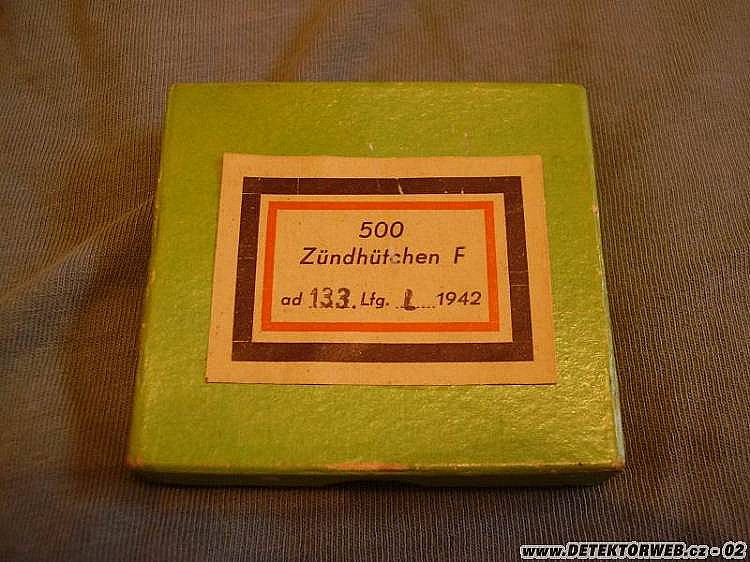 500
Zündhütchen F
ad 133. Lfg. L 1942
www.DETEKTORWEB.cz - 02